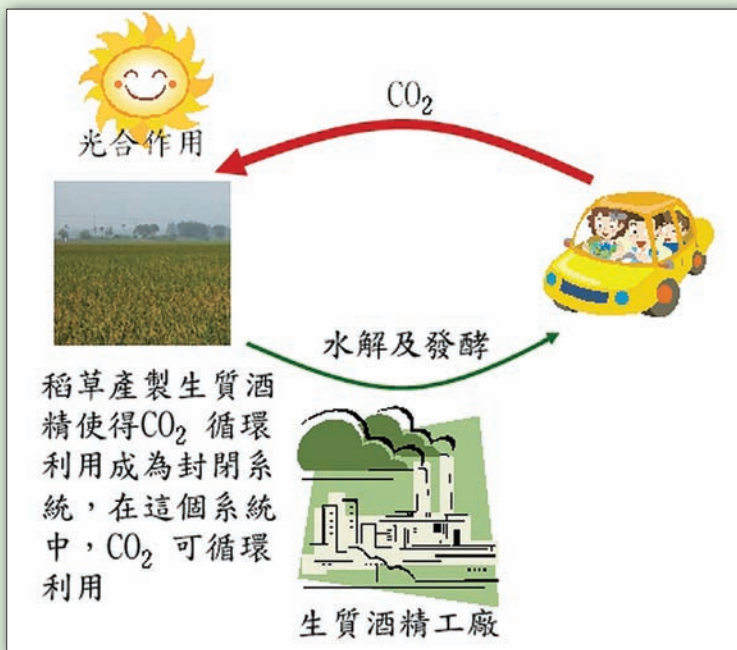 CO₂
光合作用
水解及發酵
稻草產製生質酒
精使得CO₂ 循環
利用成為封閉系
統，在這個系統
中，CO₂ 可循環
利用
生質酒精工廠